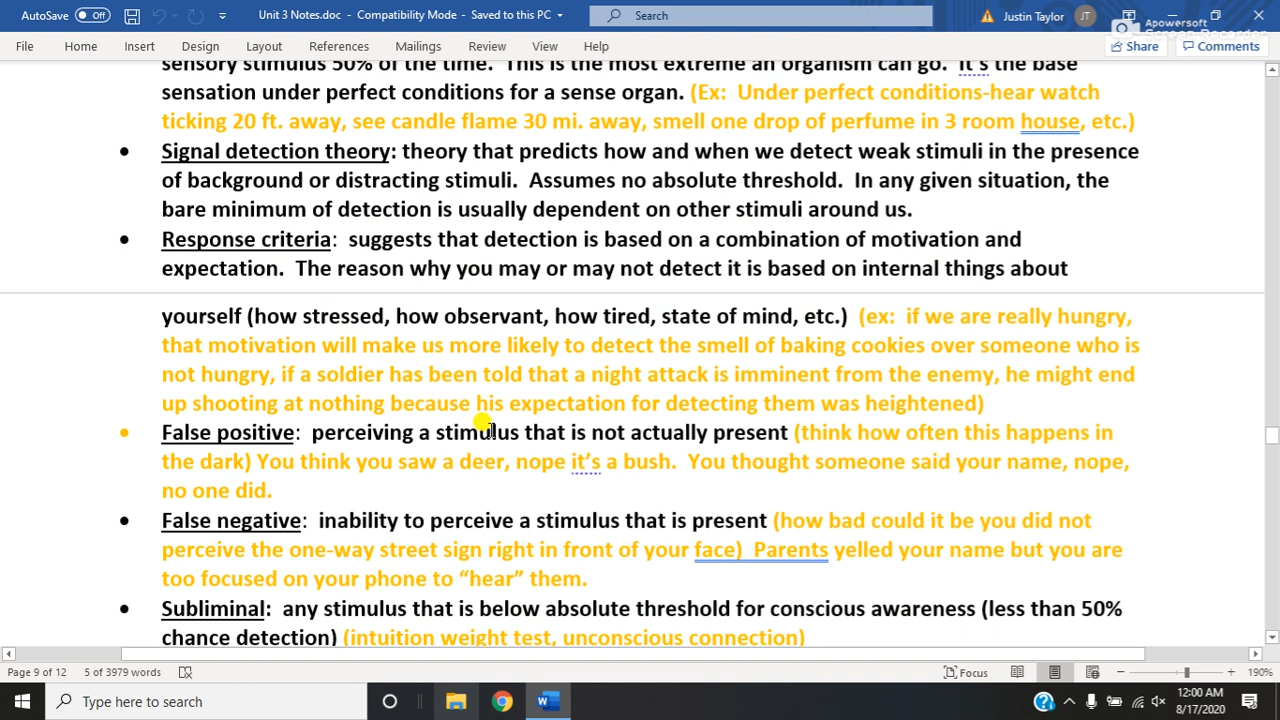 AutoSave Off Unit 3 Notes.doc - Compatibility Mode - Saved to this PC Search Justin Taylor JT
Apowersoft
Screen Recorder
File Home Insert Design Layout References Mailings Review View Help Share Comments
sensory stimulus 50% of the time. This is the most extreme an organism can go. It's the base
sensation under perfect conditions for a sense organ. (Ex: Under perfect conditions-hear watch
ticking 20 ft. away, see candle flame 30 mi. away, smell one drop of perfume in 3 room house, etc.)
• Signal detection theory: theory that predicts how and when we detect weak stimuli in the presence
of background or distracting stimuli. Assumes no absolute threshold. In any given situation, the
bare minimum of detection is usually dependent on other stimuli around us.
• Response criteria: suggests that detection is based on a combination of motivation and
expectation. The reason why you may or may not detect it is based on internal things about
yourself (how stressed, how observant, how tired, state of mind, etc.) (ex: if we are really hungry,
that motivation will make us more likely to detect the smell of baking cookies over someone who is
not hungry, if a soldier has been told that a night attack is imminent from the enemy, he might end
up shooting at nothing because his expectation for detecting them was heightened)
• False positive: perceiving a stimulus that is not actually present (think how often this happens in
the dark) You think you saw a deer, nope it's a bush. You thought someone said your name, nope,
no one did.
• False negative: inability to perceive a stimulus that is present (how bad could it be you did not
perceive the one-way street sign right in front of your face) Parents yelled your name but you are
too focused on your phone to “hear” them.
• Subliminal: any stimulus that is below absolute threshold for conscious awareness (less than 50%
chance detection) (intuition weight test, unconscious connection)
Page 9 of 12 5 of 3979 words Focus 190%
Type here to search 12:00 AM
8/17/2020